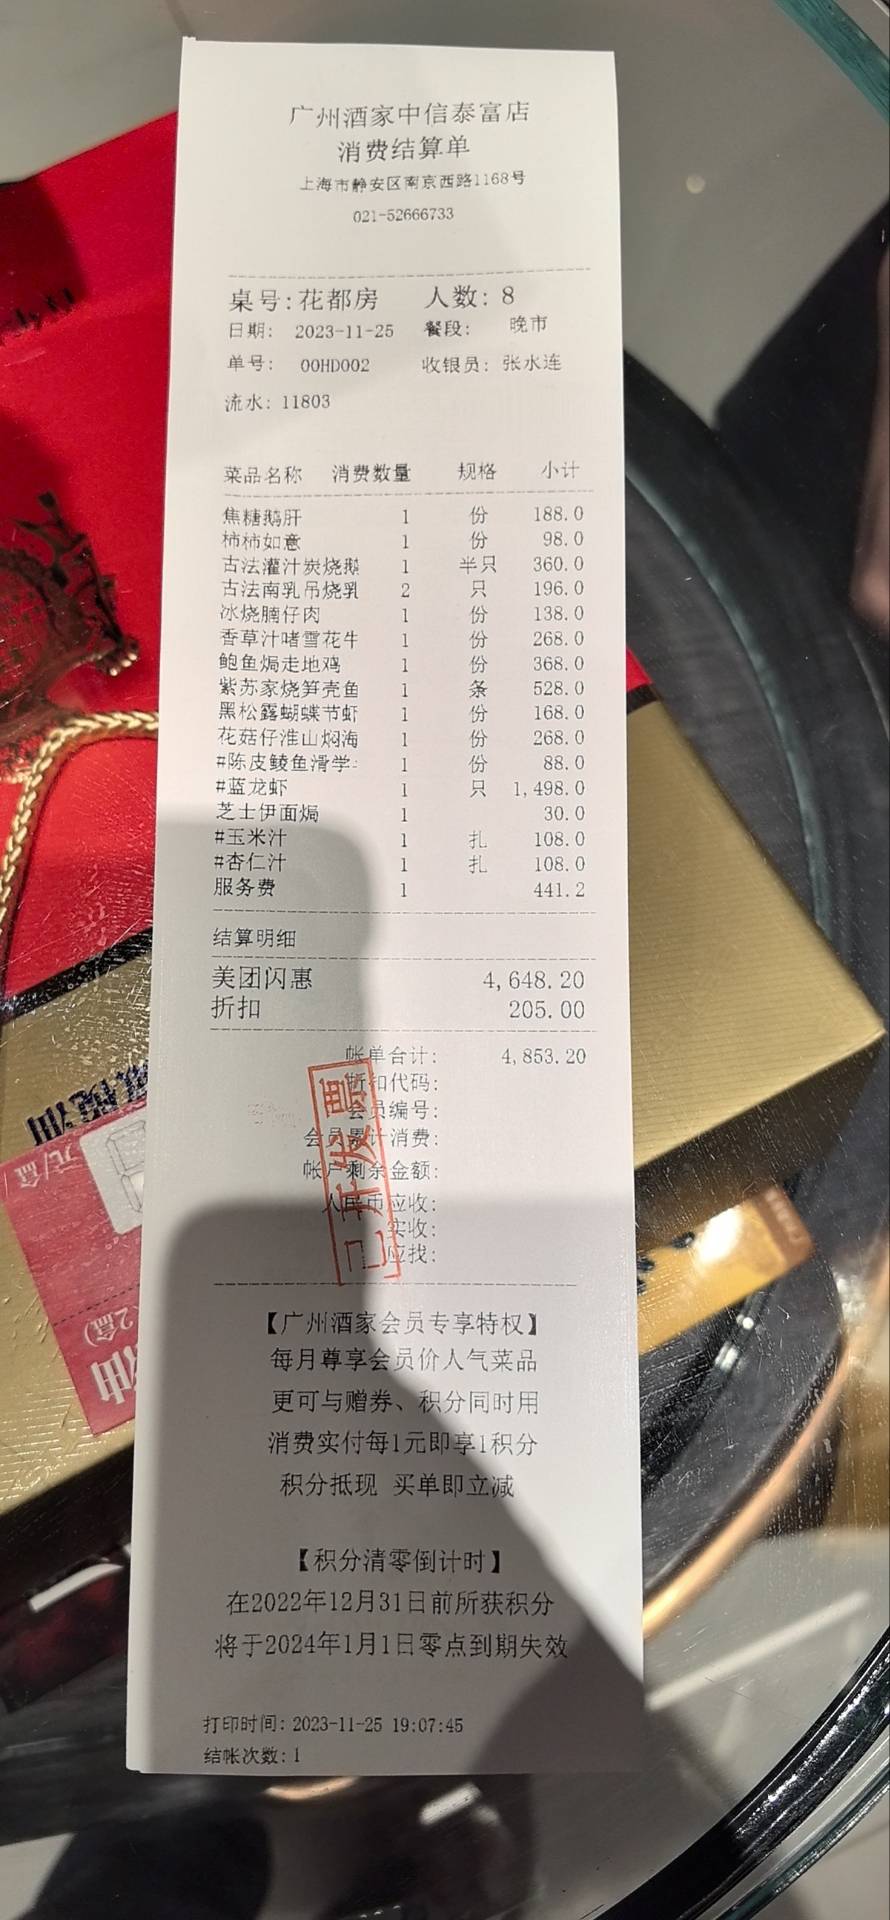 广州酒家中信泰富店
消费结算单
上海市静安区南京西路1168号
021-52666733
桌号:花都房 人数: 8
日期: 2023-11-25 餐段: 晚市
单号: 00HD002 收银员: 张水连
流水: 11803
菜品名称 消费数量 规格 小计
焦糖鹅肝 1 份 188.0
柿柿如意 1 份 98.0
古法灌汁炭烧鹅 1 半只 360.0
古法南乳吊烧乳 2 只 196.0
冰烧腩仔肉 1 份 138.0
香草汁啫雪花牛 1 份 268.0
鲍鱼焗走地鸡 1 份 368.0
紫苏家烧笋壳鱼 1 条 528.0
黑松露蝴蝶节虾 1 份 168.0
花菇仔淮山焖海 1 份 268.0
#陈皮鲮鱼滑学 1 份 88.0
#蓝龙虾 1 只 1,498.0
芝士伊面焗 1 30.0
#玉米汁 1 扎 108.0
#杏仁汁 1 扎 108.0
服务费 1 441.2
结算明细
美团闪惠 4,648.20
折扣 205.00
帐单合计: 4,853.20
折扣代码:
会员编号:
会员累计消费:
帐户剩余金额:
人民币应收:
实收:
应找:
已开发票
【广州酒家会员专享特权】
每月尊享会员价人气菜品
更可与赠券、积分同时用
消费实付每1元即享1积分
积分抵现 买单即立减
【积分清零倒计时】
在2022年12月31日前所获积分
将于2024年1月1日零点到期失效
打印时间: 2023-11-25 19:07:45
结帐次数: 1
元/盒
(2盒)
油